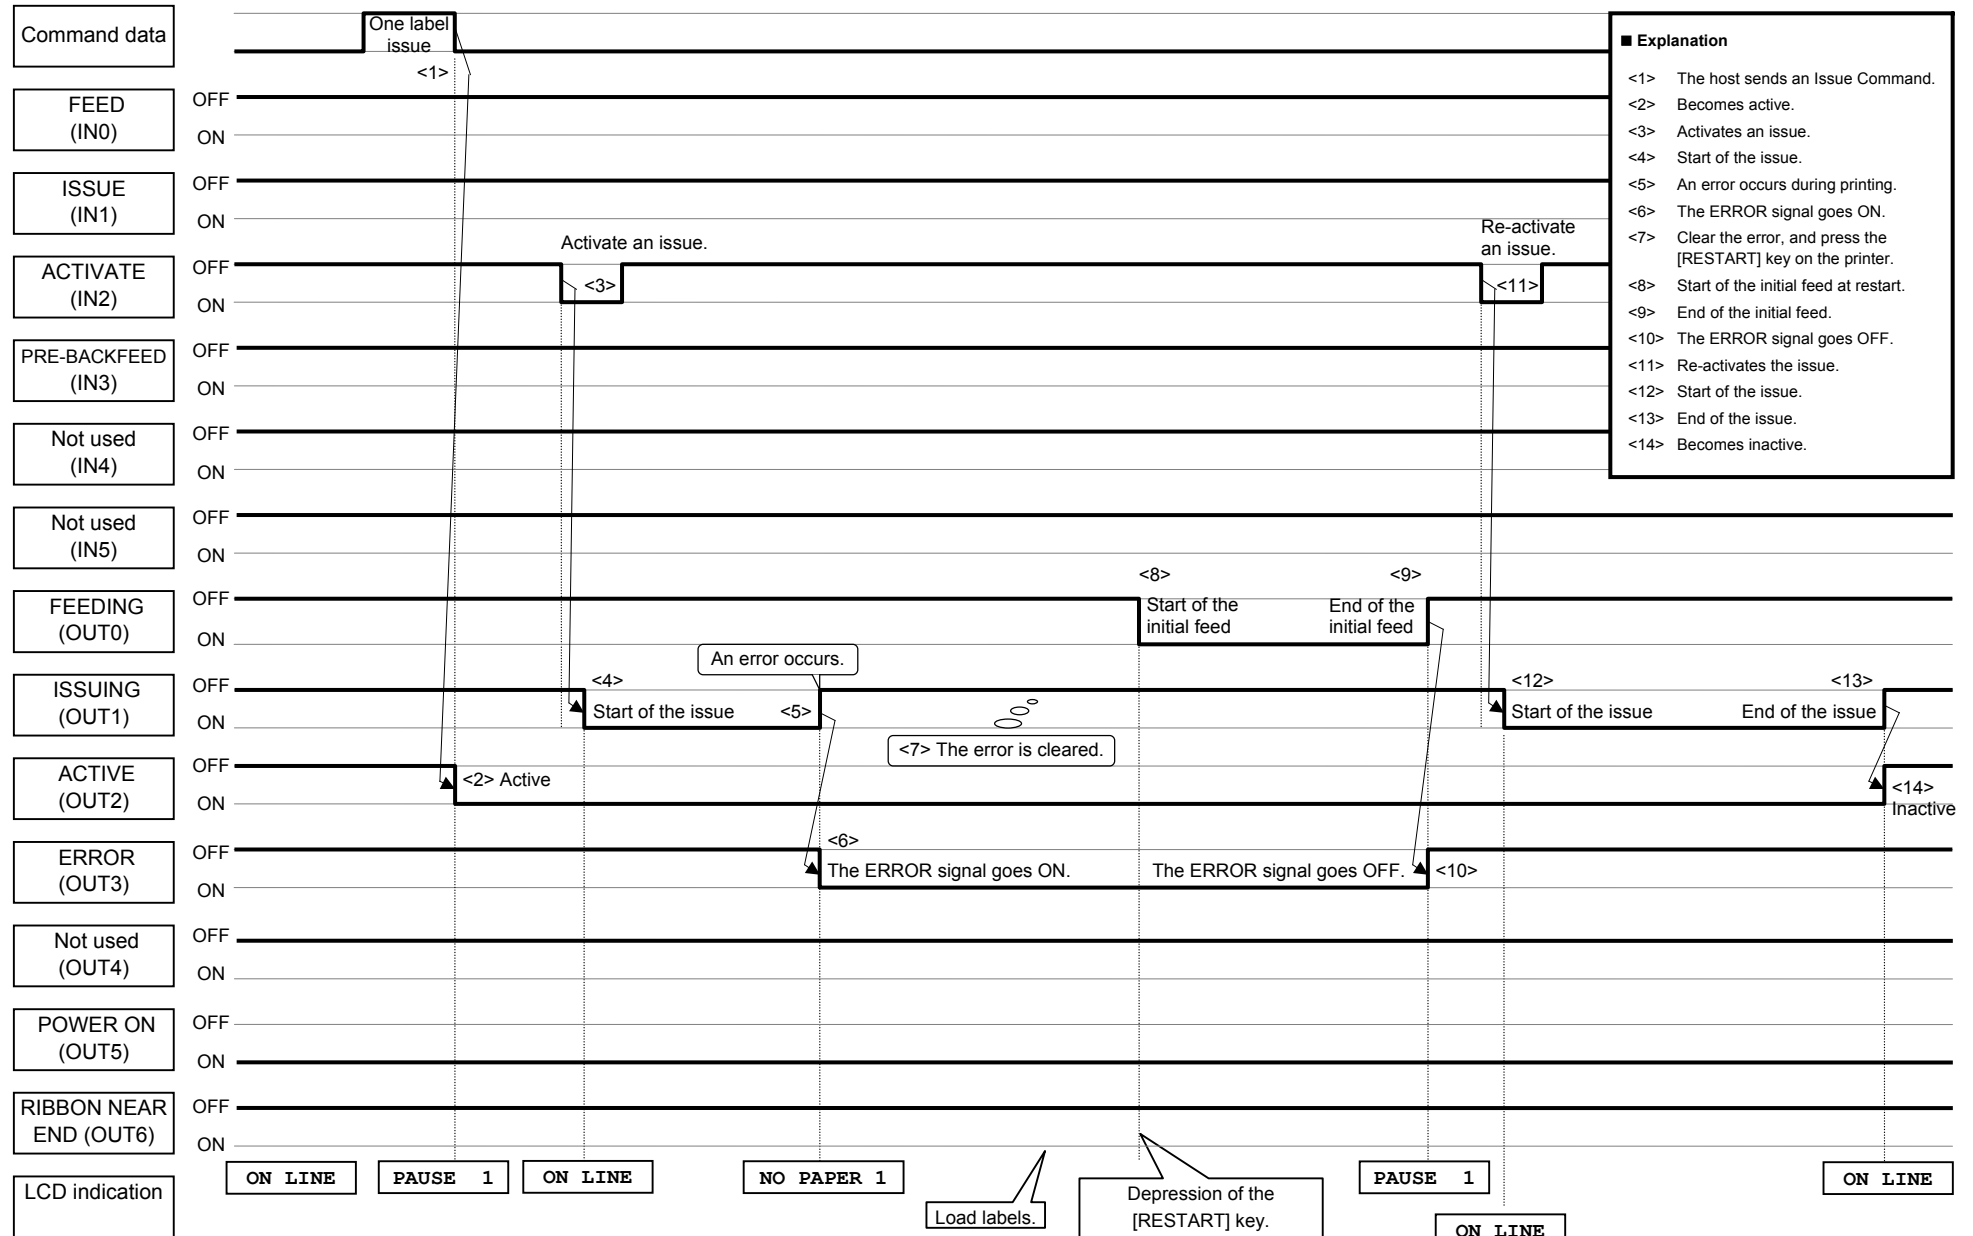 Command data
One label
issue
<1>
FEED
(IN0)
OFF
ON
ISSUE
(IN1)
OFF
ON
Activate an issue.
Re-activate
an issue.
ACTIVATE
(IN2)
OFF
ON
<3>
<11>
PRE-BACKFEED
(IN3)
OFF
ON
Not used
(IN4)
OFF
ON
Not used
(IN5)
OFF
ON
<8>
<9>
FEEDING
(OUT0)
OFF
ON
Start of the
initial feed
End of the
initial feed
An error occurs.
ISSUING
(OUT1)
OFF
ON
<4>
Start of the issue
<5>
<7> The error is cleared.
<12>
Start of the issue
<13>
End of the issue
ACTIVE
(OUT2)
OFF
ON
<2> Active
<14>
Inactive
ERROR
(OUT3)
OFF
ON
<6>
The ERROR signal goes ON.
The ERROR signal goes OFF.
<10>
Not used
(OUT4)
OFF
ON
POWER ON
(OUT5)
OFF
ON
RIBBON NEAR
END (OUT6)
OFF
ON
LCD indication
ON LINE
PAUSE 1
ON LINE
NO PAPER 1
Load labels.
Depression of the
[RESTART] key.
PAUSE 1
ON LINE
ON LINE
■ Explanation
<1> The host sends an Issue Command.
<2> Becomes active.
<3> Activates an issue.
<4> Start of the issue.
<5> An error occurs during printing.
<6> The ERROR signal goes ON.
<7> Clear the error, and press the
[RESTART] key on the printer.
<8> Start of the initial feed at restart.
<9> End of the initial feed.
<10> The ERROR signal goes OFF.
<11> Re-activates the issue.
<12> Start of the issue.
<13> End of the issue.
<14> Becomes inactive.